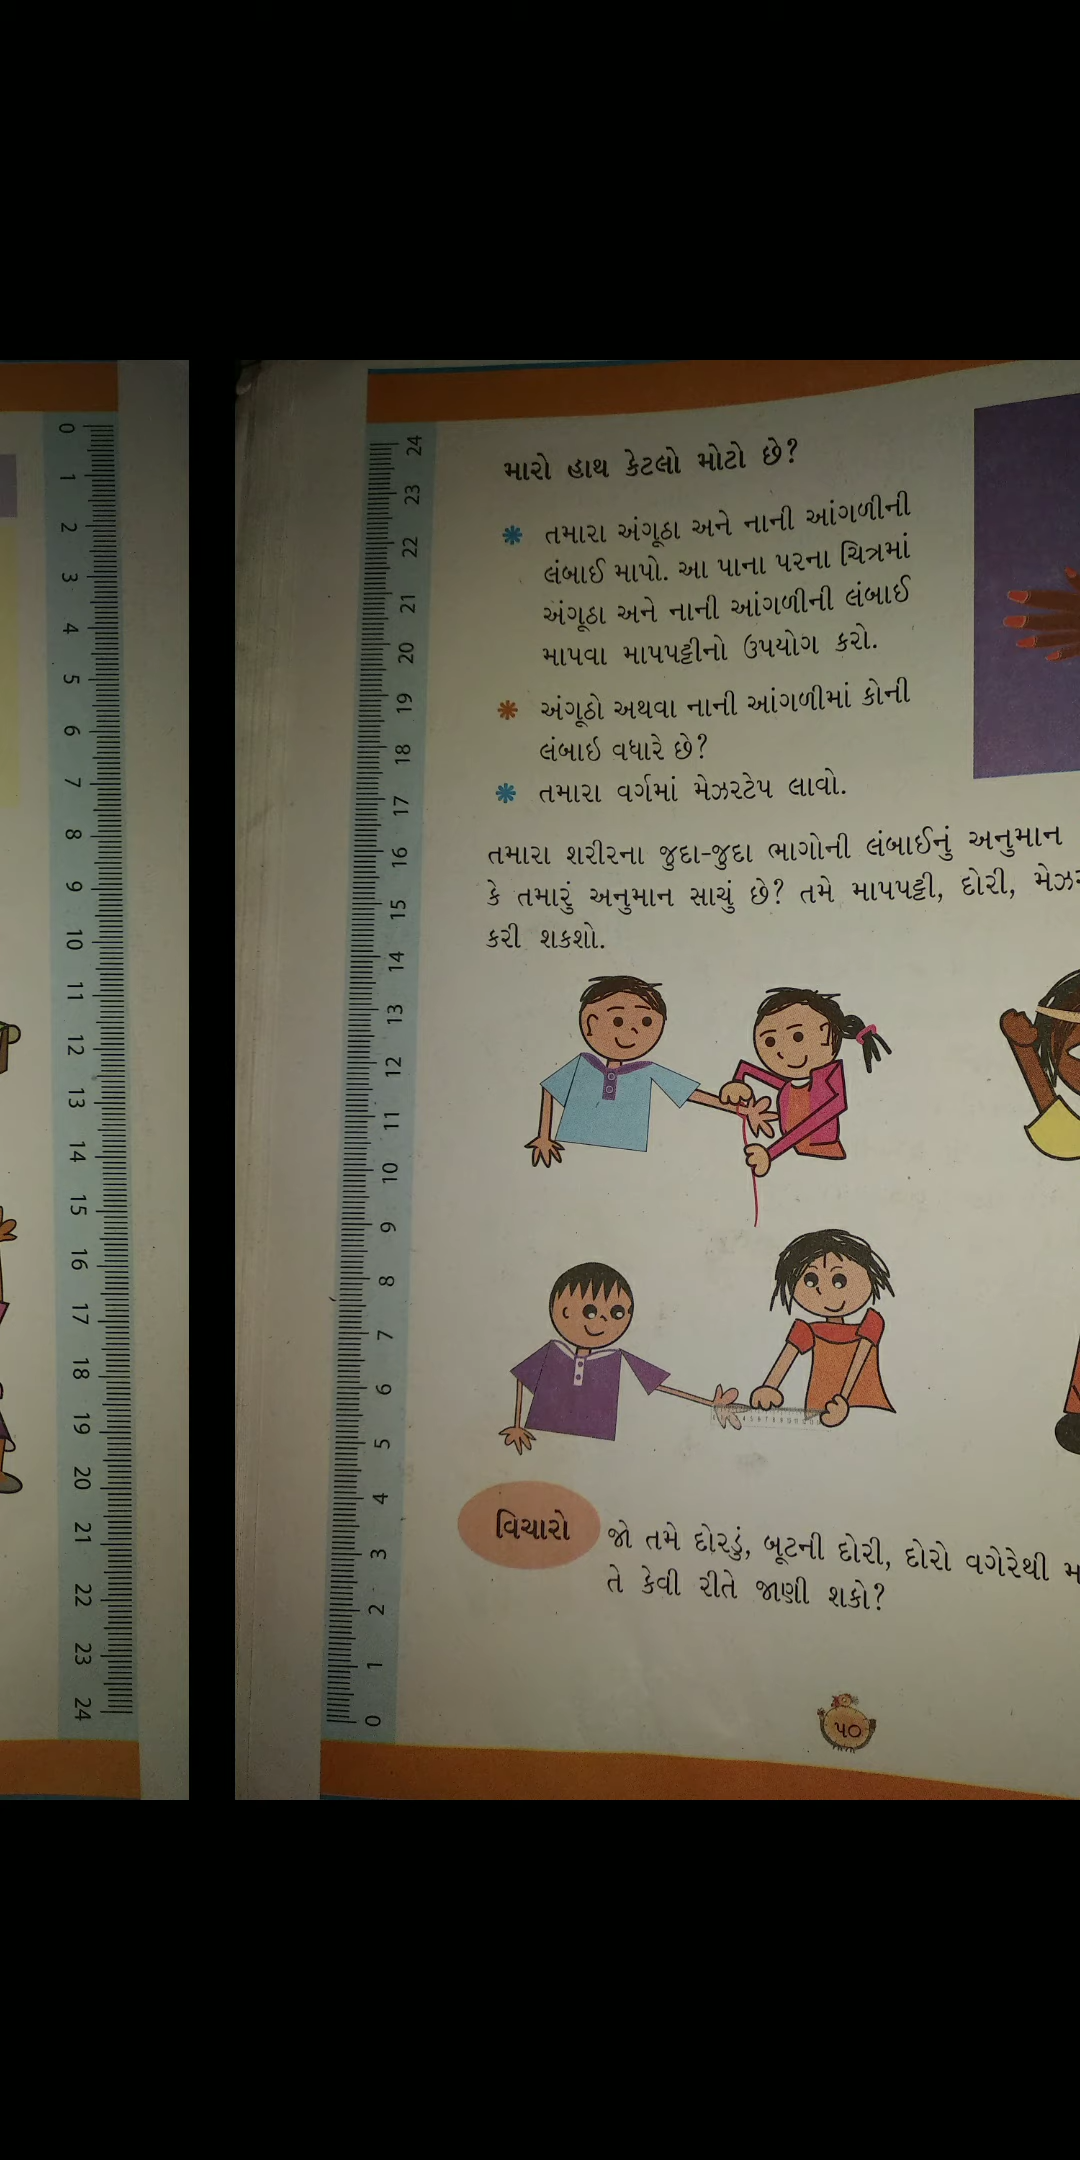 0 1 2 3 4 5 6 7 8 9 10 11 12 13 14 15 16 17 18 19 20 21 22 23 24
24 23 22 21 20 19 18 17 16 15 14 13 12 11 10 9 8 7 6 5 4 3 2 1 0
મારો હાથ કેટલો મોટો છે?
તમારા અંગૂઠા અને નાની આંગળીની
લંબાઈ માપો. આ પાના પરના ચિત્રમાં
અંગૂઠા અને નાની આંગળીની લંબાઈ
માપવા માપપટ્ટીનો ઉપયોગ કરો.
અંગૂઠો અથવા નાની આંગળીમાં કોની
લંબાઇ વધારે છે?
તમારા વર્ગમાં મેઝરટેપ લાવો.
તમારા શરીરના જુદા-જુદા ભાગોની લંબાઈનું અનુમાન
કે તમારું અનુમાન સાચું છે? તમે માપપટ્ટી, દોરી,
કરી શકશો.
વિચારો
જો તમે દોરડું, બૂટની દોરી, દોરો વગેરેથી
તે કેવી રીતે જાણી શકો?
૫૦